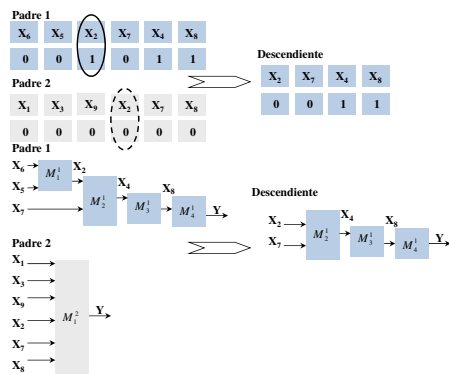 Padre 1
X6 X5 X2 X7 X4 X8
0 0 1 0 1 1
Descendiente
X2 X7 X4 X8
0 0 1 1
Padre 2
X1 X3 X9 X2 X7 X8
0 0 0 0 0 0
Padre 1
X6
X5
X7
M₁¹
X2
M₂¹
X4
M₃¹
X8
M₄¹
Y
Descendiente
X2
X7
M₂¹
X4
M₃¹
X8
M₄¹
Y
Padre 2
X1
X3
X9
X2
X7
X8
M₁²
Y